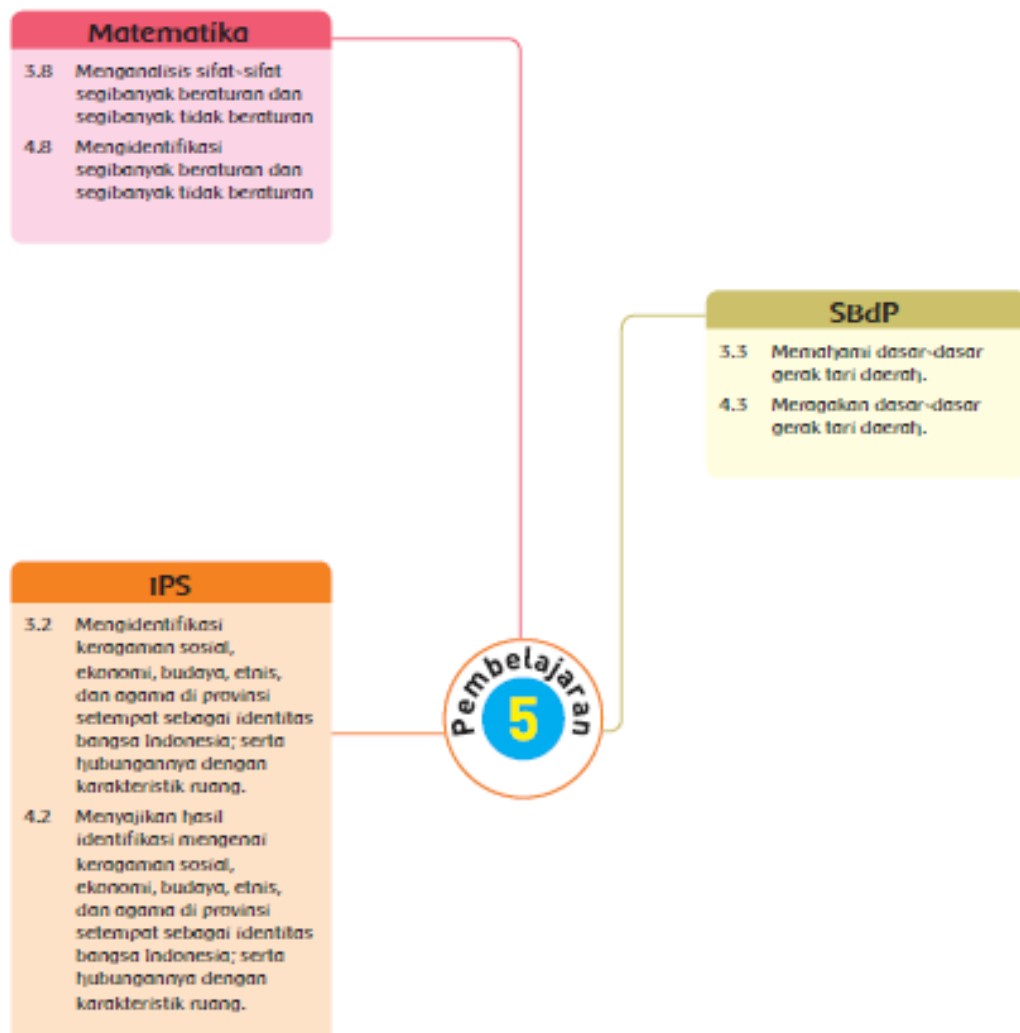 Matematika
3.8 Menganalisis sifat-sifat
segibanyak beraturan dan
segibanyak tidak beraturan
4.8 Mengidentifikasi
segibanyak beraturan dan
segibanyak tidak beraturan
SBdP
3.3 Memahami dasar-dasar
gerak tari daerah.
4.3 Meragakan dasar-dasar
gerak tari daerah.
IPS
3.2 Mengidentifikasi
keragaman sosial,
ekonomi, budaya, etnis,
dan agama di provinsi
setempat sebagai identitas
bangsa Indonesia; serta
hubungannya dengan
karakteristik ruang.
4.2 Menyajikan hasil
identifikasi mengenai
keragaman sosial,
ekonomi, budaya, etnis,
dan agama di provinsi
setempat sebagai identitas
bangsa Indonesia; serta
hubungannya dengan
karakteristik ruang.
Pembelajaran
5